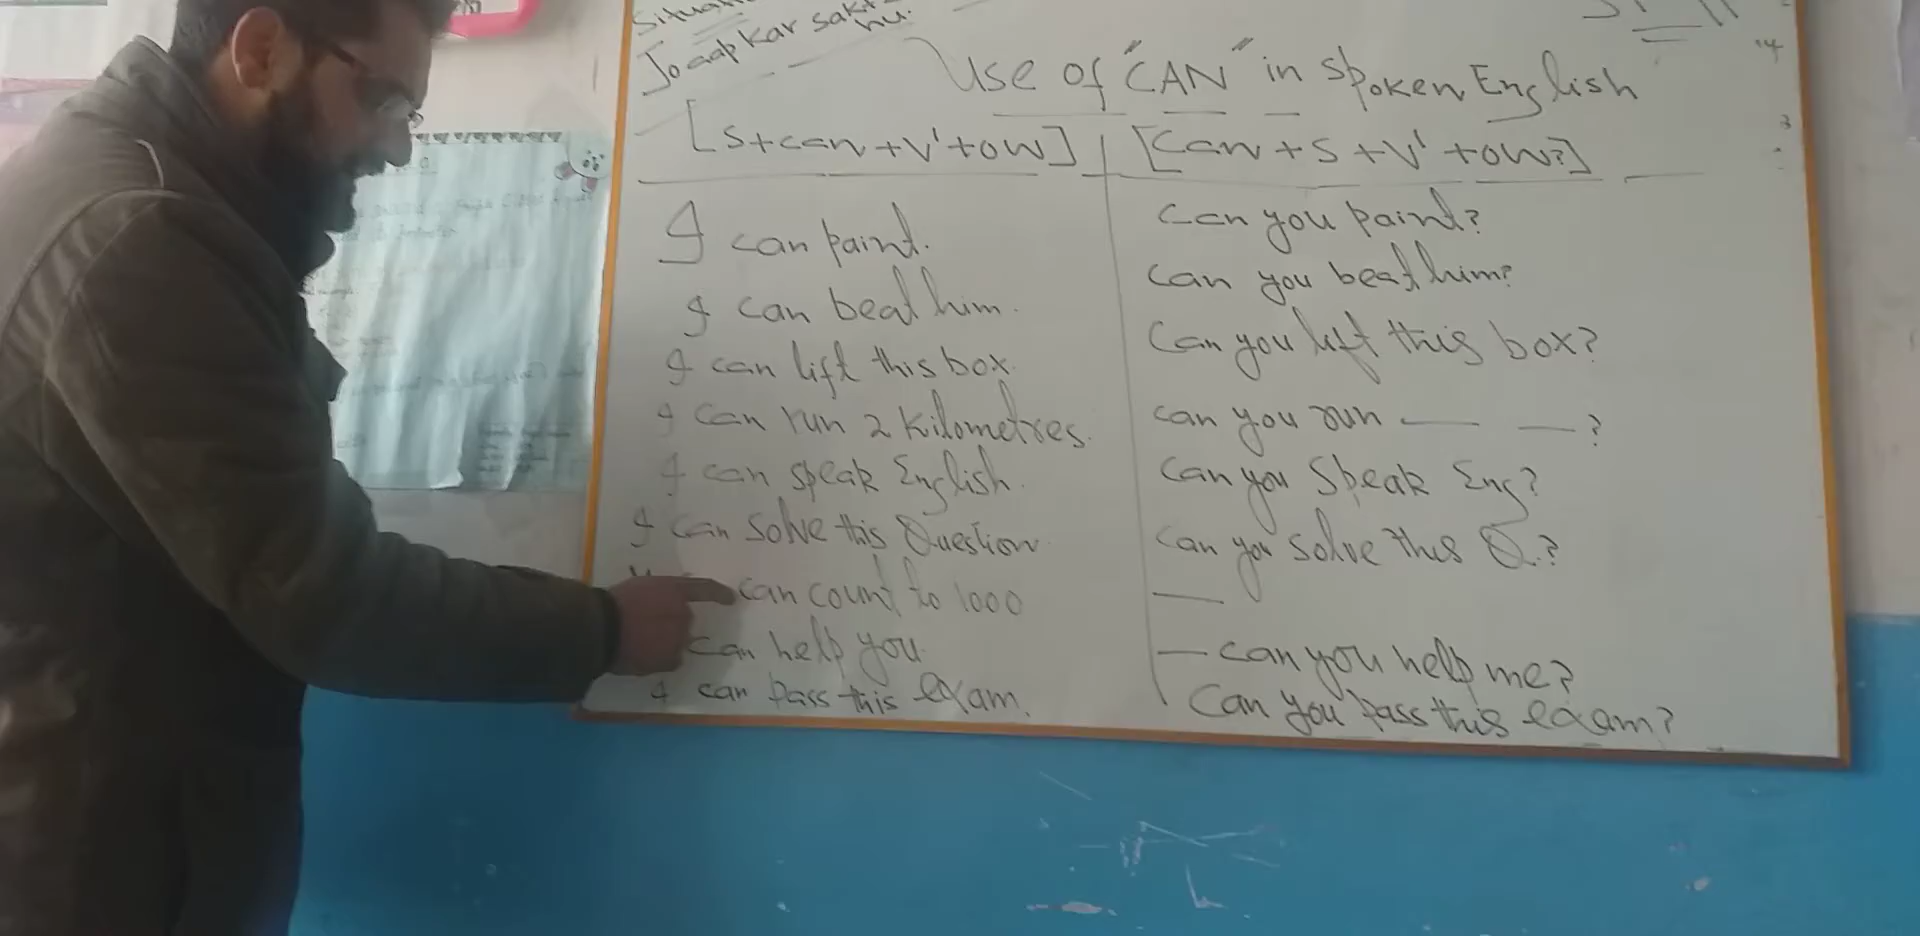 Jo aap kar sakte hu.
Use of "CAN" in spoken English
[S+can+V'+OW] [Can+S+V'+OW?]
I can paint.
I can beat him.
I can lift this box.
I can run 2 kilometres.
I can speak English.
I can solve this Question
can count to 1000
can help you
I can pass this exam.
Can you paint?
Can you beat him?
Can you lift this box?
can you run — —?
Can you speak Eng?
Can you solve this Q.?
—
— can you help me?
Can you pass this exam?